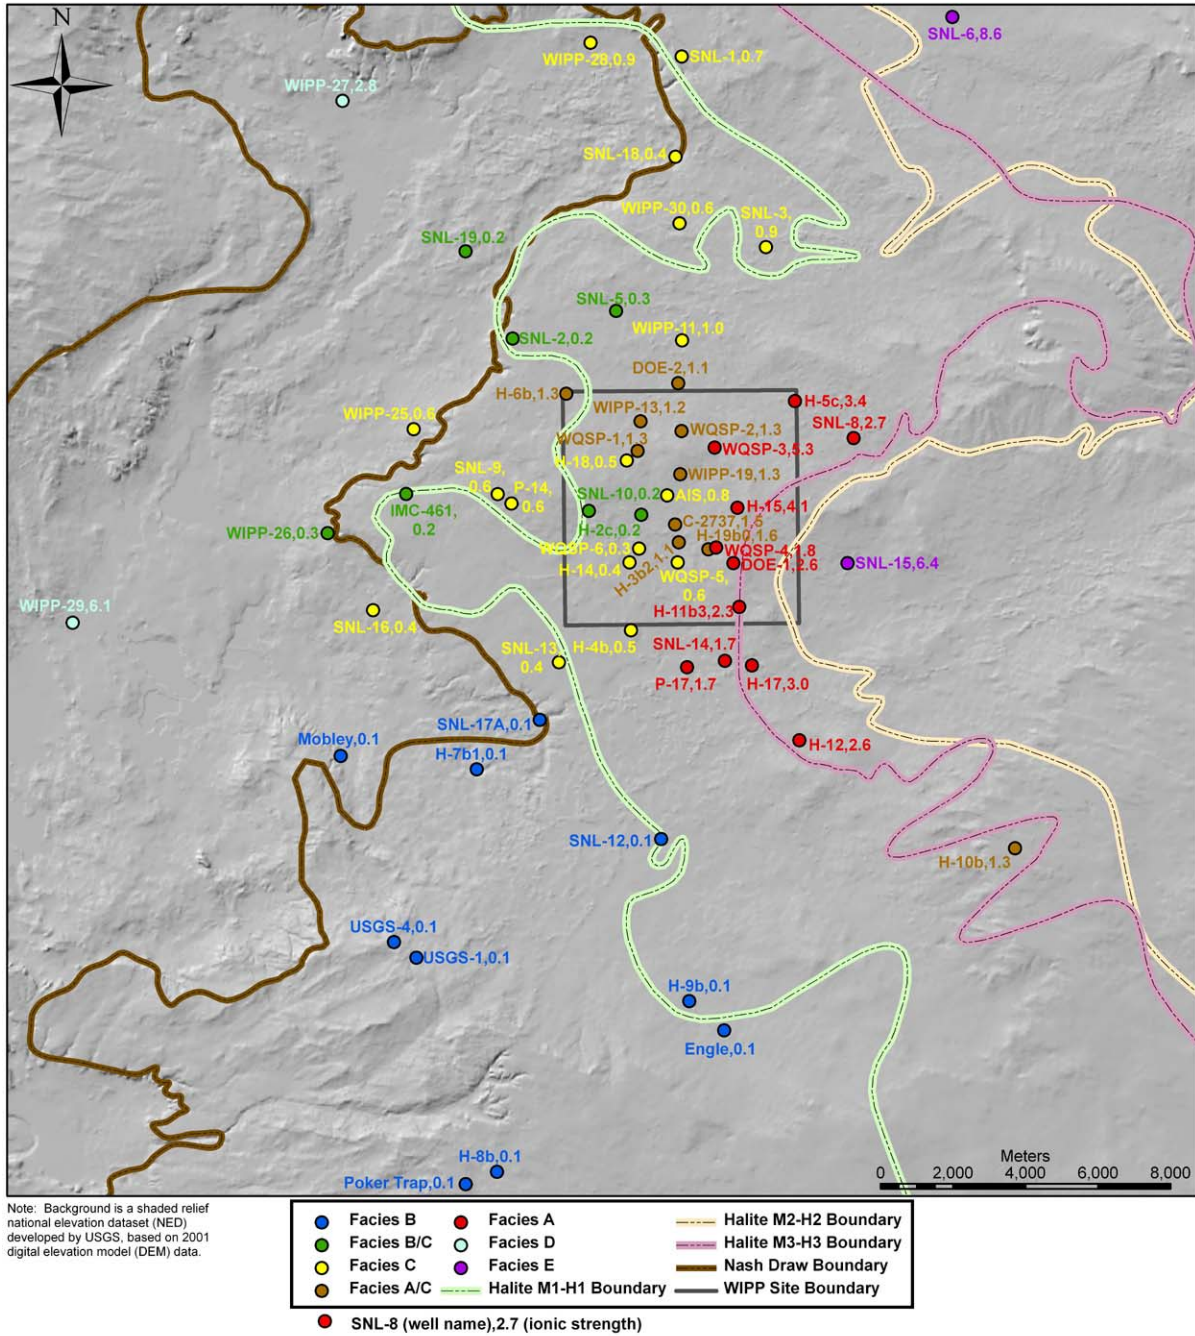 N
SNL-6,8.6
WIPP-28,0.9
SNL-1,0.7
WIPP-27,2.8
SNL-18,0.4
WIPP-30,0.6
SNL-3,
0.9
SNL-19,0.2
SNL-5,0.3
SNL-2,0.2
WIPP-11,1.0
DOE-2,1.1
H-6b,1.3
H-5c,3.4
WIPP-25,0.6
WIPP-13,1.2
SNL-8,2.7
WQSP-2,1.3
WQSP-1,1.3
WQSP-3,5.3
H-18,0.5
SNL-9,
0.6
P-14,
0.6
WIPP-19,1.3
SNL-10,0.2
AIS,0.8
IMC-461,
0.2
H-15,4.1
H-2c,0.2
C-2737,1.5
WIPP-26,0.3
H-19b0,1.6
WQSP-6,0.3
WQSP-4,1.8
H-14,0.4
H-3b2,1.1
DOE-1,2.6
SNL-15,6.4
WQSP-5,
0.6
WIPP-29,6.1
H-11b3,2.3
SNL-16,0.4
SNL-13
0.4
H-4b,0.5
SNL-14,1.7
P-17,1.7
H-17,3.0
SNL-17A,0.1
Mobley,0.1
H-7b1,0.1
H-12,2.6
SNL-12,0.1
H-10b,1.3
USGS-4,0.1
USGS-1,0.1
H-9b,0.1
Engle,0.1
H-8b,0.1
Poker Trap,0.1
Meters
0 2,000 4,000 6,000 8,000
Note: Background is a shaded relief
national elevation dataset (NED)
developed by USGS, based on 2001
digital elevation model (DEM) data.
Facies B
Facies A
Halite M2-H2 Boundary
Facies B/C
Facies D
Halite M3-H3 Boundary
Facies C
Facies E
Nash Draw Boundary
Facies A/C
Halite M1-H1 Boundary
WIPP Site Boundary
SNL-8 (well name),2.7 (ionic strength)